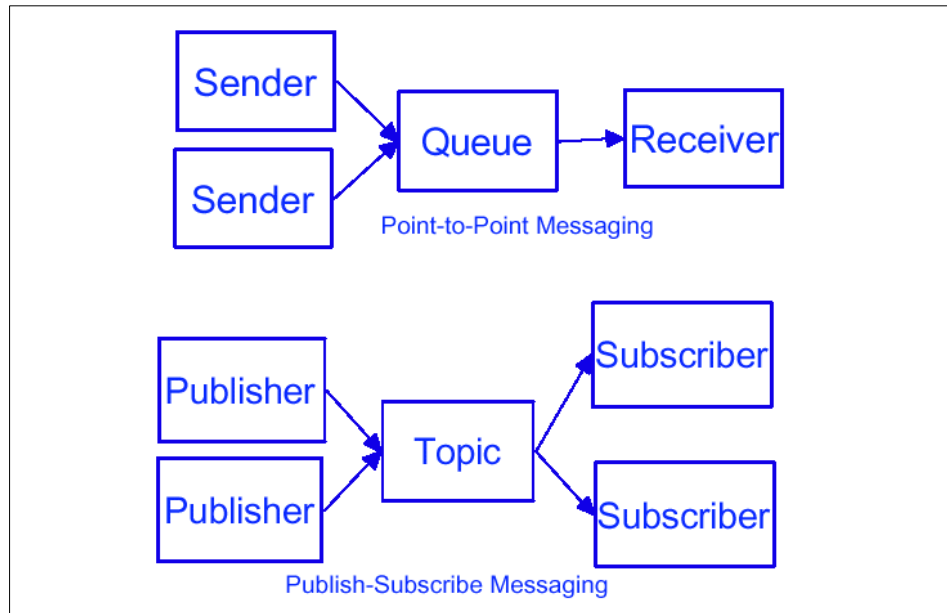 Sender
Sender
Queue
Receiver
Point-to-Point Messaging
Publisher
Publisher
Topic
Subscriber
Subscriber
Publish-Subscribe Messaging